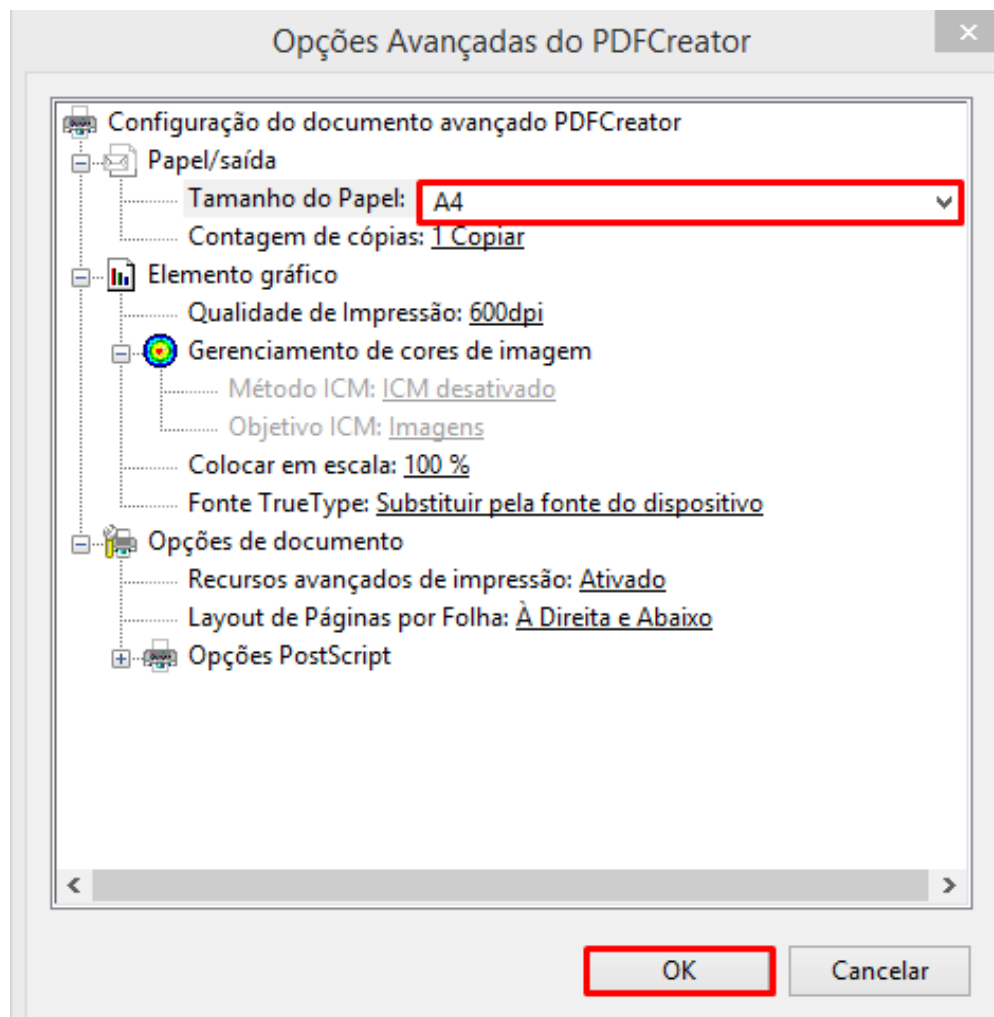 Opções Avançadas do PDFCreator
Configuração do documento avançado PDFCreator
Papel/saída
Tamanho do Papel: A4
Contagem de cópias: 1 Copiar
Elemento gráfico
Qualidade de Impressão: 600dpi
Gerenciamento de cores de imagem
Método ICM: ICM desativado
Objetivo ICM: Imagens
Colocar em escala: 100 %
Fonte TrueType: Substituir pela fonte do dispositivo
Opções de documento
Recursos avançados de impressão: Ativado
Layout de Páginas por Folha: À Direita e Abaixo
Opções PostScript
OK Cancelar